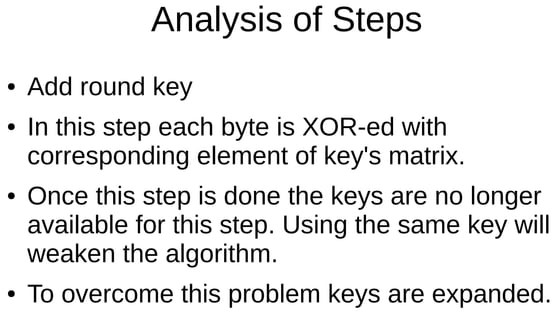 Analysis of Steps
• Add round key
• In this step each byte is XOR-ed with
corresponding element of key's matrix.
• Once this step is done the keys are no longer
available for this step. Using the same key will
weaken the algorithm.
• To overcome this problem keys are expanded.